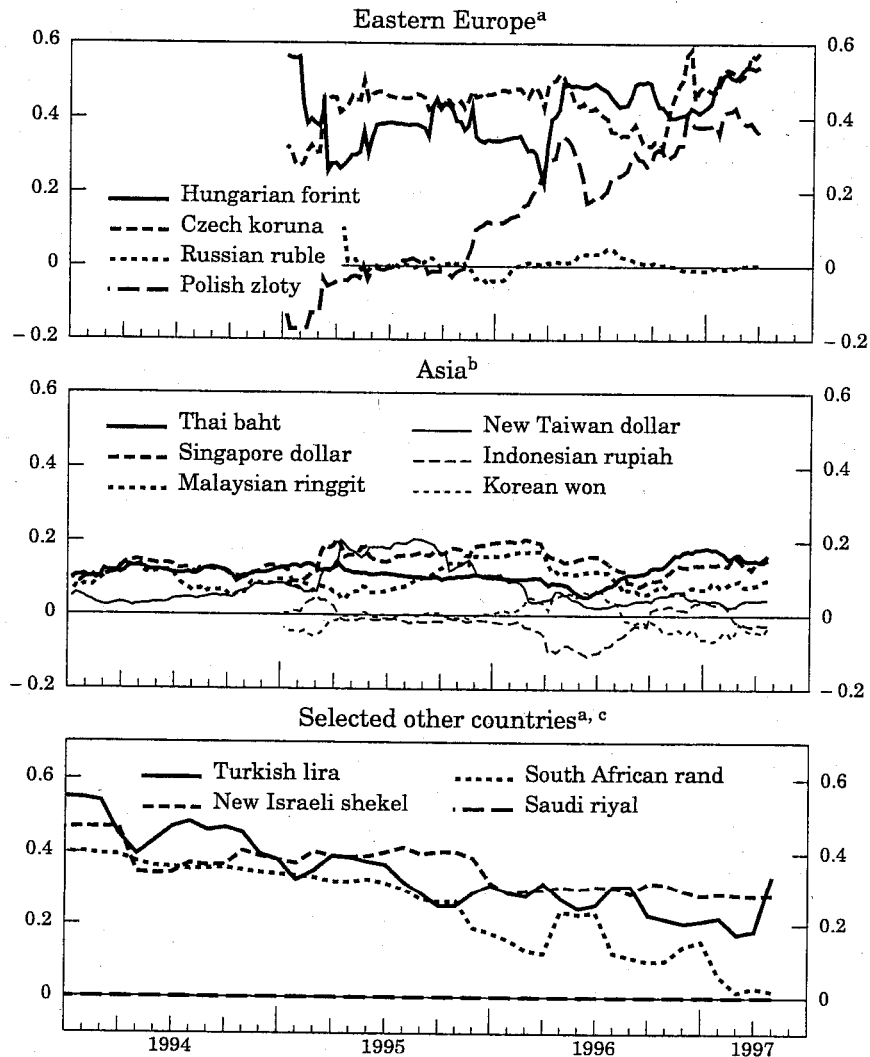 Eastern Europeᵃ
0.6 0.6
0.4 0.4
0.2 0.2
0 0
– 0.2 – 0.2
Hungarian forint
Czech koruna
Russian ruble
Polish zloty
Asiaᵇ
0.6 0.6
0.4 0.4
0.2 0.2
0 0
– 0.2 – 0.2
Thai baht New Taiwan dollar
Singapore dollar Indonesian rupiah
Malaysian ringgit Korean won
Selected other countriesᵃ, ᶜ
0.6 0.6
0.4 0.4
0.2 0.2
0 0
Turkish lira South African rand
New Israeli shekel Saudi riyal
1994 1995 1996 1997